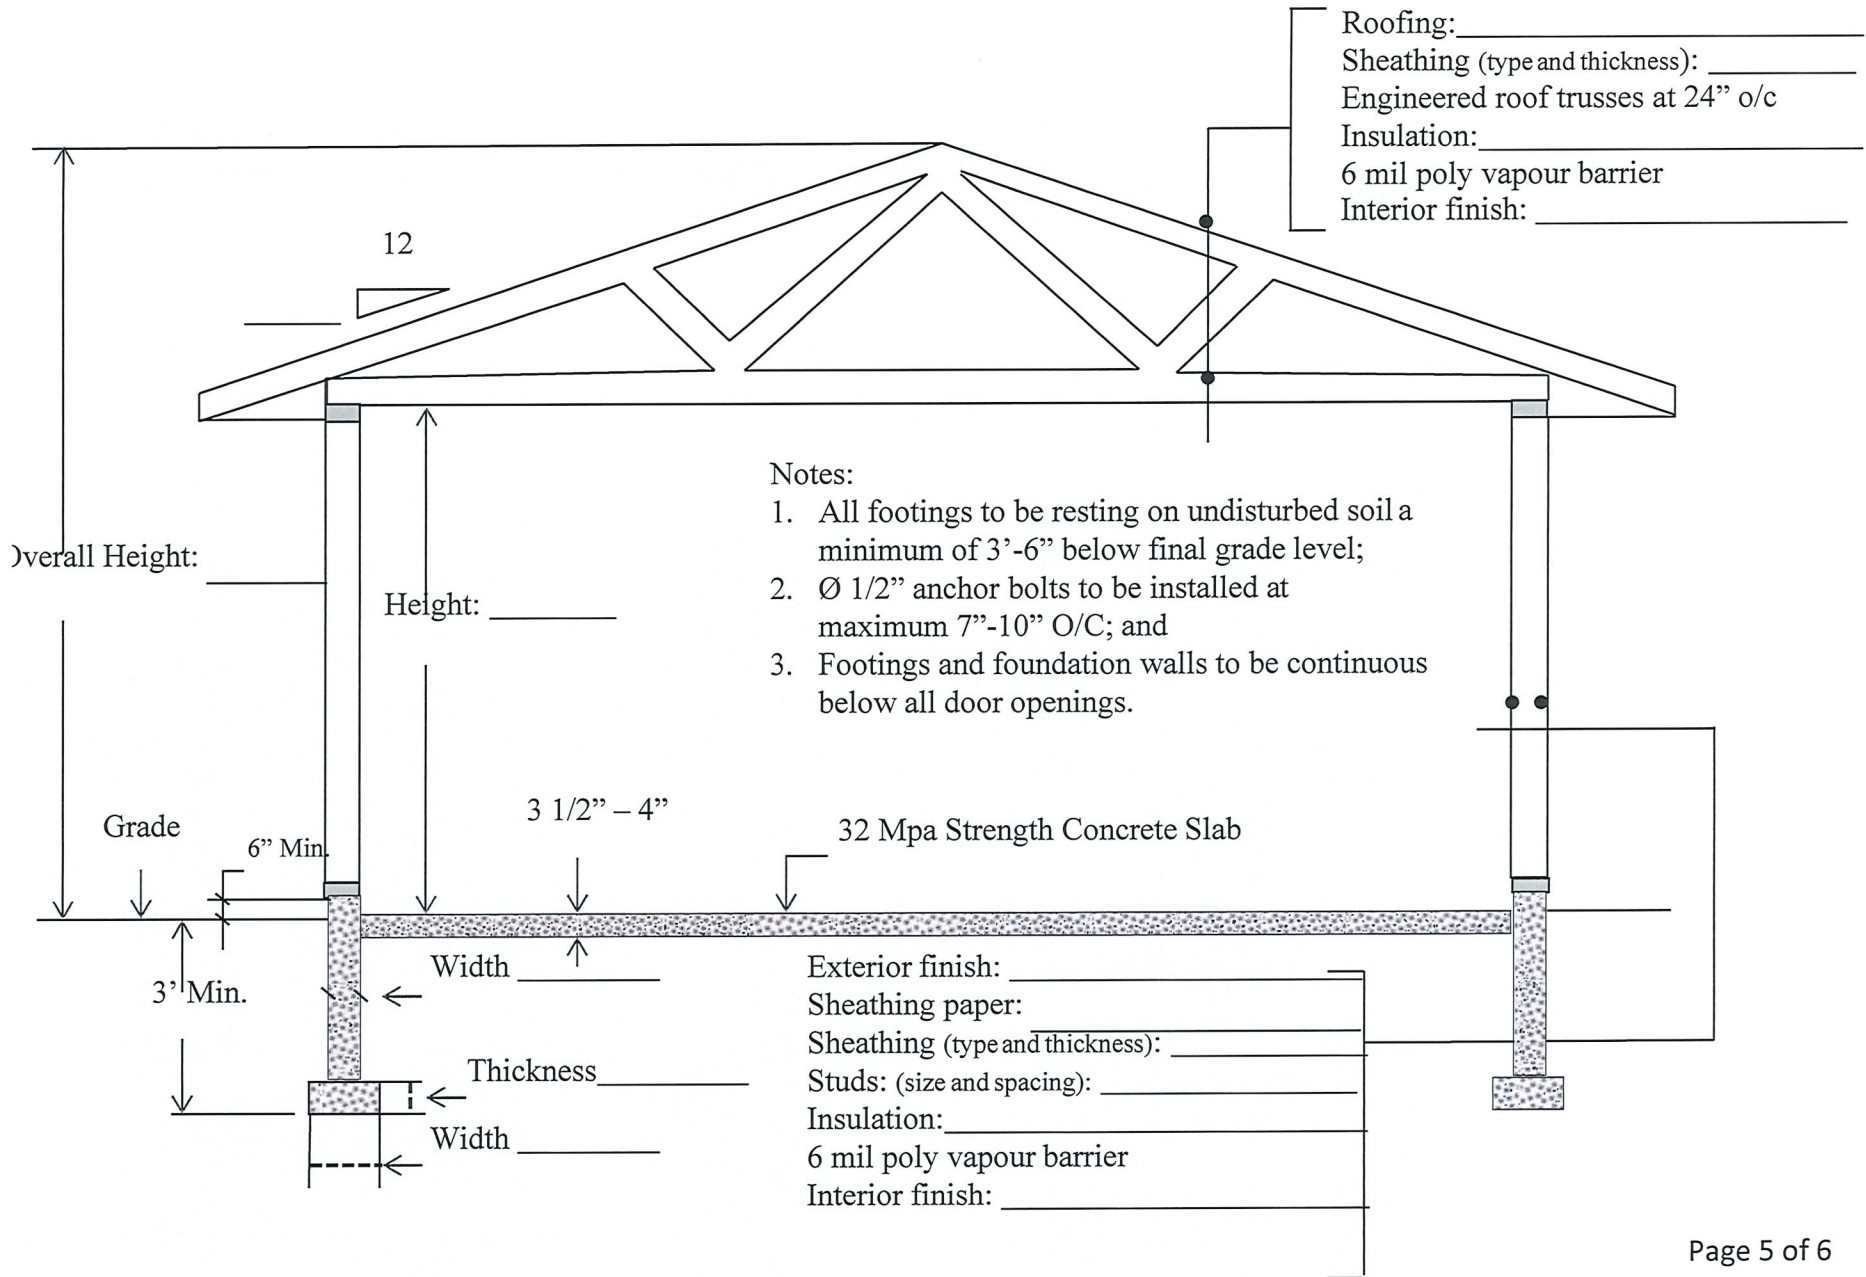 Roofing:
Sheathing (type and thickness):
Engineered roof trusses at 24” o/c
Insulation:
6 mil poly vapour barrier
Interior finish:
12
Overall Height:
Height:
Notes:
1. All footings to be resting on undisturbed soil a
minimum of 3’-6” below final grade level;
2. Ø 1/2” anchor bolts to be installed at
maximum 7”-10” O/C; and
3. Footings and foundation walls to be continuous
below all door openings.
Grade
6” Min.
3 1/2” – 4”
32 Mpa Strength Concrete Slab
3’ Min.
Width
Thickness
Width
Exterior finish:
Sheathing paper:
Sheathing (type and thickness):
Studs: (size and spacing):
Insulation:
6 mil poly vapour barrier
Interior finish:
Page 5 of 6